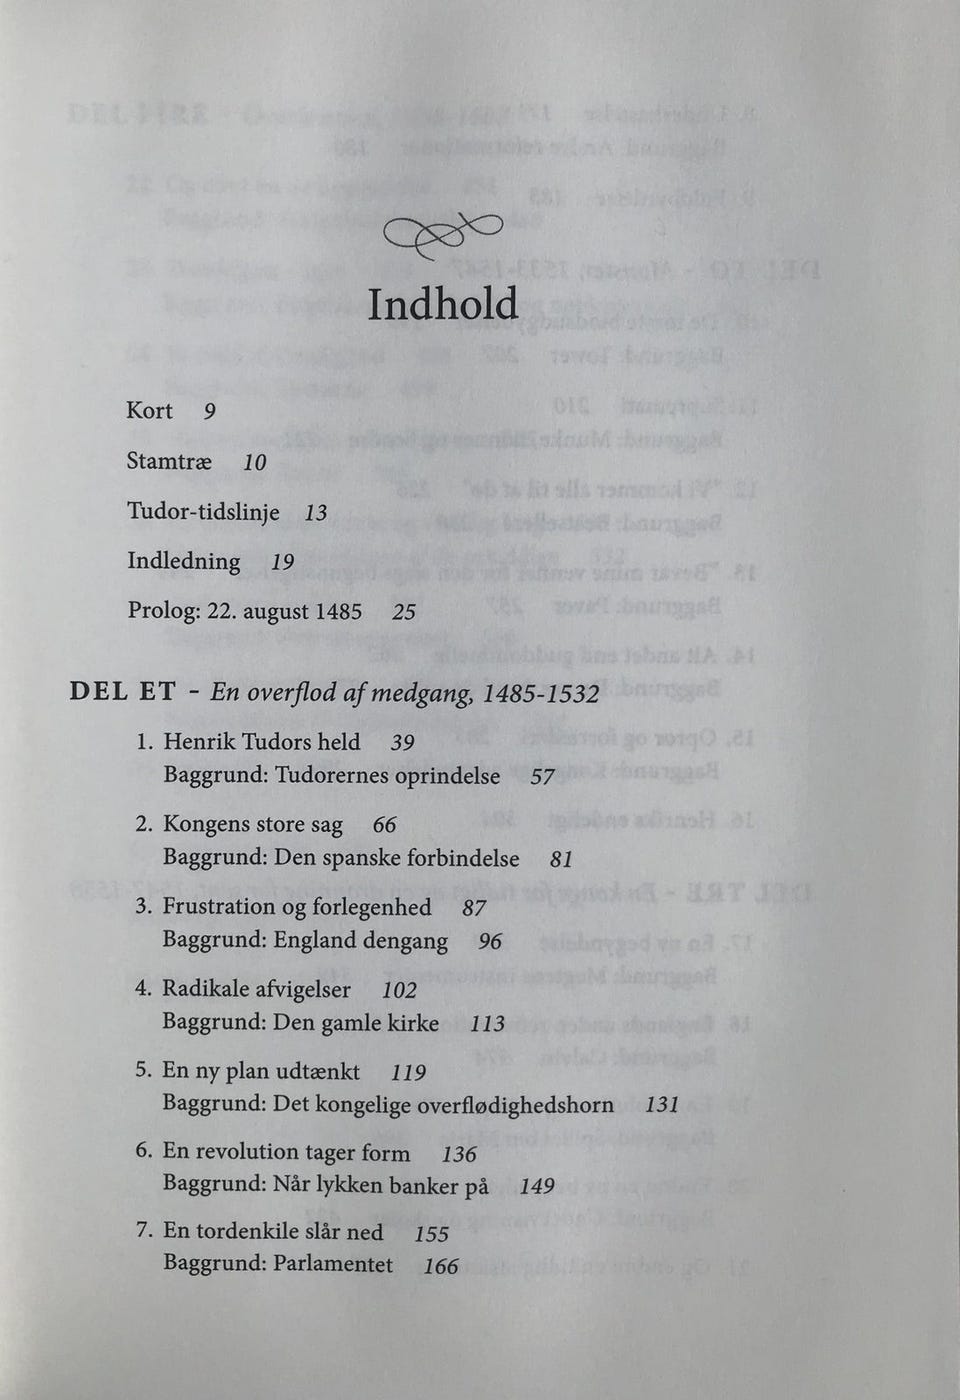 Indhold
Kort 9
Stamtræ 10
Tudor-tidslinje 13
Indledning 19
Prolog: 22. august 1485 25
DEL ET - En overflod af medgang, 1485-1532
1. Henrik Tudors held 39
Baggrund: Tudorernes oprindelse 57
2. Kongens store sag 66
Baggrund: Den spanske forbindelse 81
3. Frustration og forlegenhed 87
Baggrund: England dengang 96
4. Radikale afvigelser 102
Baggrund: Den gamle kirke 113
5. En ny plan udtænkt 119
Baggrund: Det kongelige overflødighedshorn 131
6. En revolution tager form 136
Baggrund: Når lykken banker på 149
7. En tordenkile slår ned 155
Baggrund: Parlamentet 166